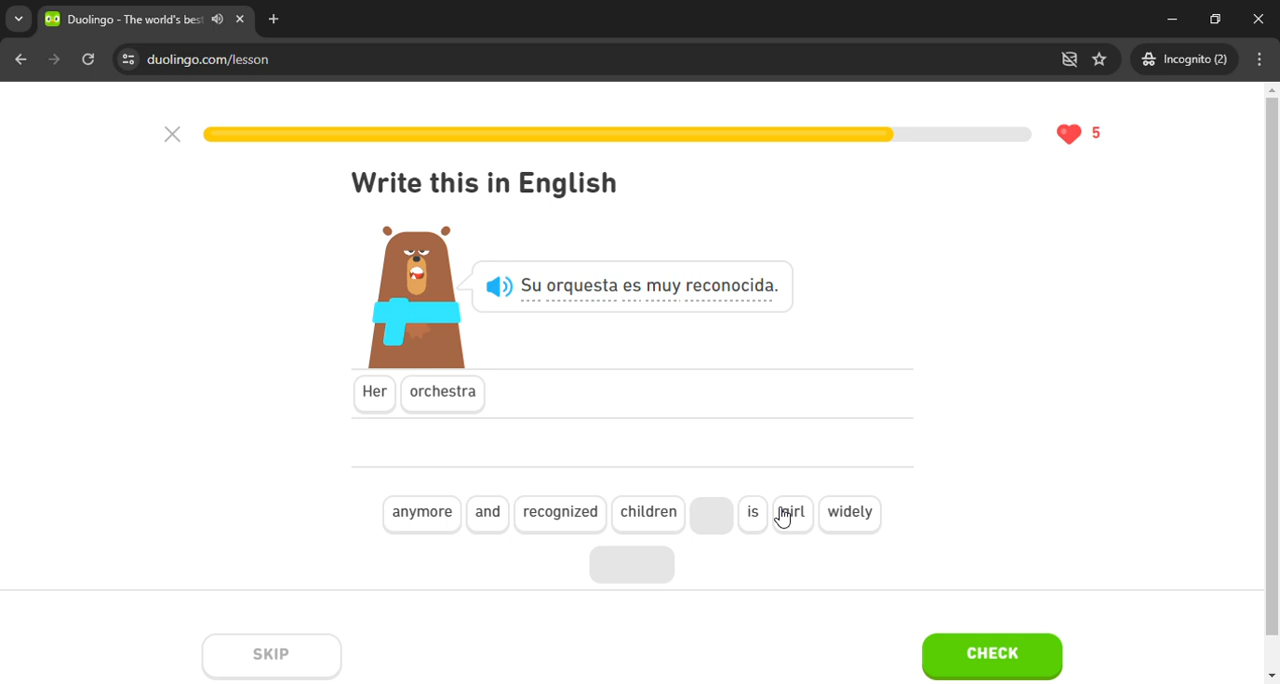 Duolingo - The world's bes
duolingo.com/lesson
Incognito (2)
5
Write this in English
Su orquesta es muy reconocida.
Her orchestra
anymore and recognized children is girl widely
SKIP
CHECK